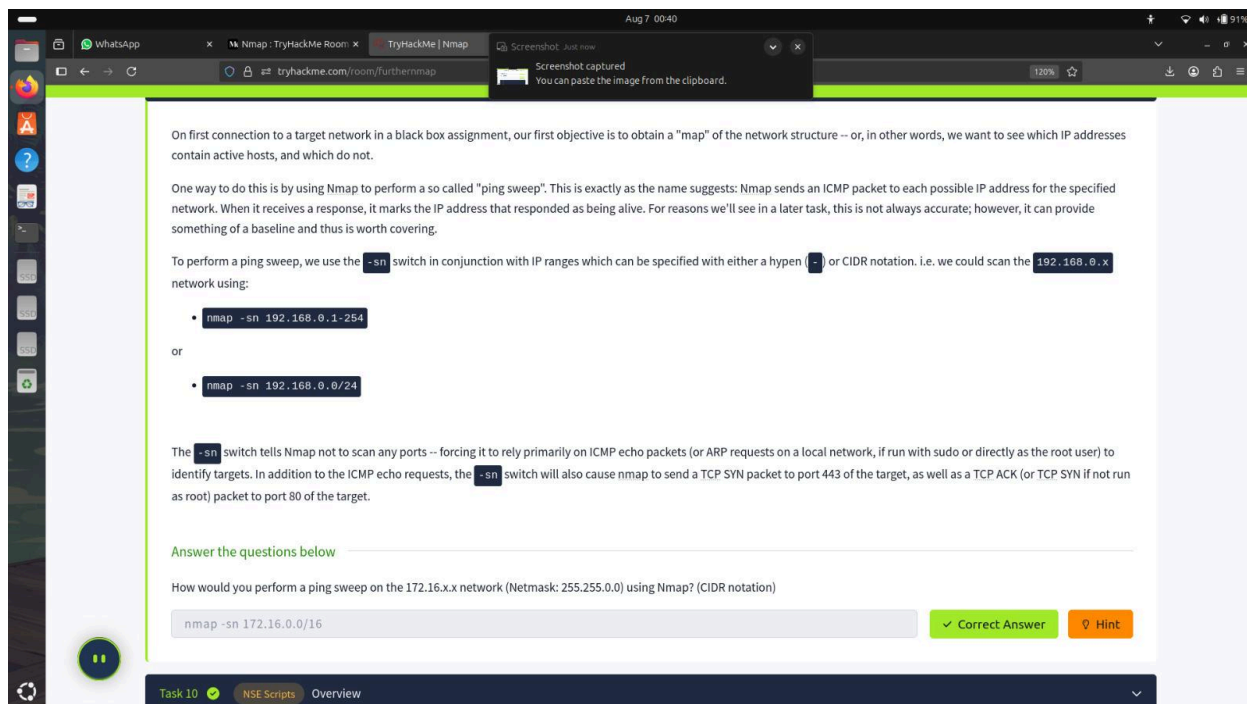 Aug 7 00:40
91%
WhatsApp
Nmap : TryHackMe Room
TryHackMe | Nmap
Screenshot Just now
Screenshot captured
You can paste the image from the clipboard.
tryhackme.com/room/furthernmap
120%
On first connection to a target network in a black box assignment, our first objective is to obtain a "map" of the network structure -- or, in other words, we want to see which IP addresses
contain active hosts, and which do not.
One way to do this is by using Nmap to perform a so called "ping sweep". This is exactly as the name suggests: Nmap sends an ICMP packet to each possible IP address for the specified
network. When it receives a response, it marks the IP address that responded as being alive. For reasons we'll see in a later task, this is not always accurate; however, it can provide
something of a baseline and thus is worth covering.
To perform a ping sweep, we use the -sn switch in conjunction with IP ranges which can be specified with either a hypen ( - ) or CIDR notation. i.e. we could scan the 192.168.0.x
network using:
• nmap -sn 192.168.0.1-254
or
• nmap -sn 192.168.0.0/24
The -sn switch tells Nmap not to scan any ports -- forcing it to rely primarily on ICMP echo packets (or ARP requests on a local network, if run with sudo or directly as the root user) to
identify targets. In addition to the ICMP echo requests, the -sn switch will also cause nmap to send a TCP SYN packet to port 443 of the target, as well as a TCP ACK (or TCP SYN if not run
as root) packet to port 80 of the target.
Answer the questions below
How would you perform a ping sweep on the 172.16.x.x network (Netmask: 255.255.0.0) using Nmap? (CIDR notation)
nmap -sn 172.16.0.0/16
Correct Answer
Hint
Task 10
NSE Scripts
Overview
SSD
SSD
SSD